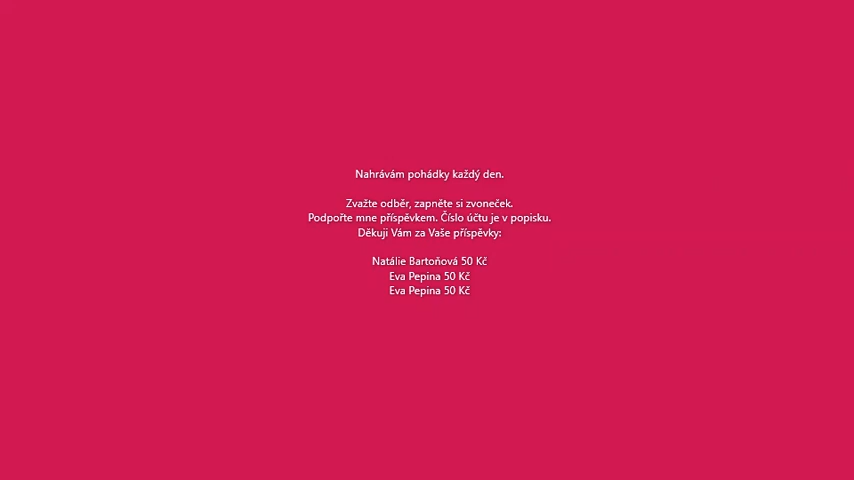 Nahrávám pohádky každý den.
Zvažte odběr, zapněte si zvoneček.
Podpořte mne příspěvkem. Číslo účtu je v popisku.
Děkuji Vám za Vaše příspěvky:
Natálie Bartoňová 50 Kč
Eva Pepina 50 Kč
Eva Pepina 50 Kč